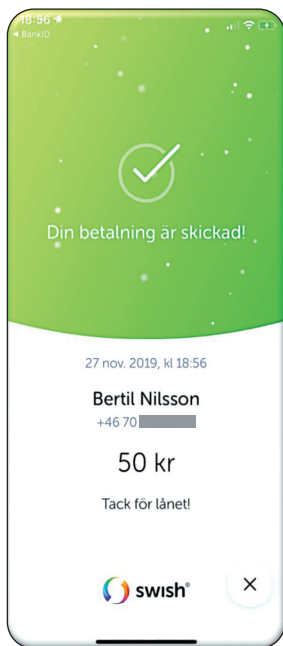 18:56
◀ BankID
Din betalning är skickad!
27 nov. 2019, kl 18:56
Bertil Nilsson
+46 70
50 kr
Tack för lånet!
swish®